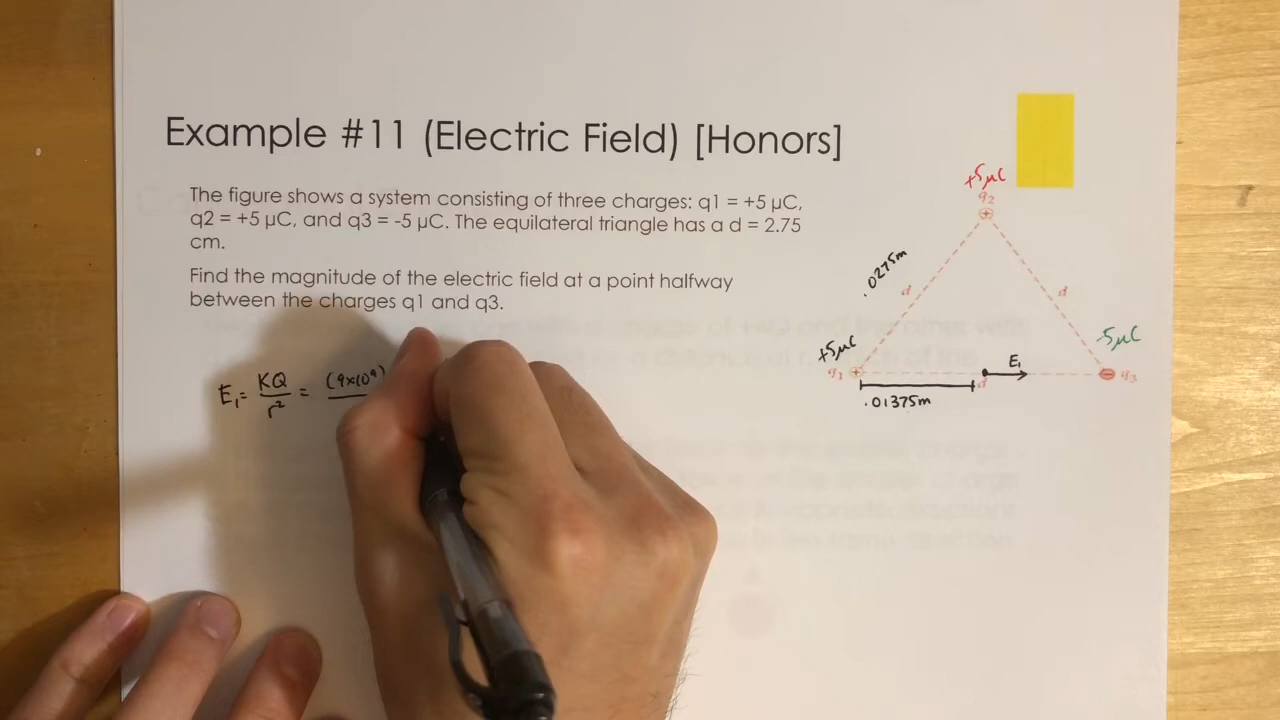 Example #11 (Electric Field) [Honors]
The figure shows a system consisting of three charges: q1 = +5 µC,
q2 = +5 µC, and q3 = -5 µC. The equilateral triangle has a d = 2.75
cm.
Find the magnitude of the electric field at a point halfway
between the charges q1 and q3.
E₁ = KQ/r² = (9x10⁹)
+5µC
q2
+
.0275m
d
d
+5µC
q1
+
E₁
d
.01375m
-5µC
q3